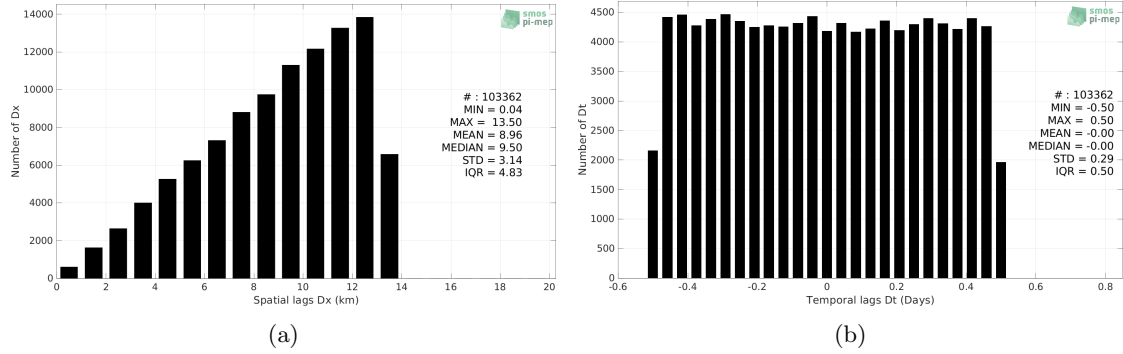 14000
12000
10000
8000
6000
4000
2000
0
Number of Dx
0 2 4 6 8 10 12 14 16 18 20
Spatial lags Dx (km)
smos
pi-mep
# : 103362
MIN = 0.04
MAX = 13.50
MEAN = 8.96
MEDIAN = 9.50
STD = 3.14
IQR = 4.83
(a)
4500
4000
3500
3000
2500
2000
1500
1000
500
0
Number of Dt
-0.6 -0.4 -0.2 0 0.2 0.4 0.6 0.8
Temporal lags Dt (Days)
smos
pi-mep
# : 103362
MIN = -0.50
MAX = 0.50
MEAN = -0.00
MEDIAN = -0.00
STD = 0.29
IQR = 0.50
(b)